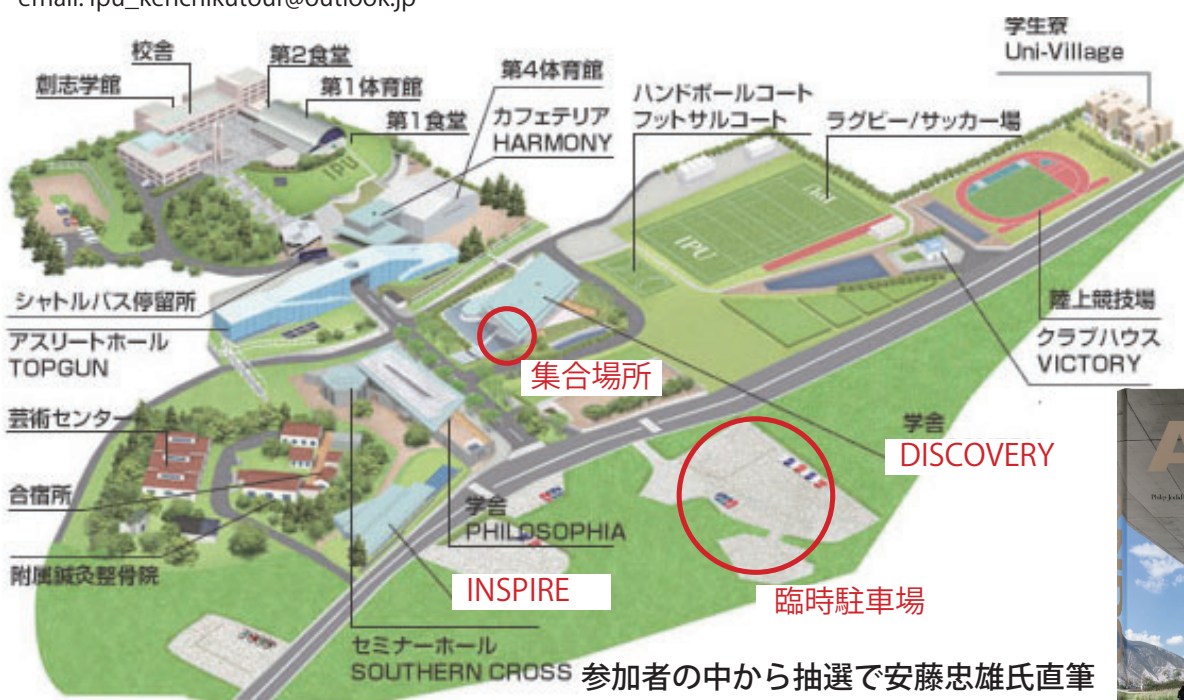 email: ipu_kenchikutour@outlook.jp
学生寮
Uni-Village
校舎
第2食堂
創志学館
第1体育館
第4体育館
第1食堂
カフェテリア
HARMONY
ハンドボールコート
フットサルコート
ラグビー/サッカー場
IPU
IPU
IPU
シャトルバス停留所
アスリートホール
TOPGUN
陸上競技場
クラブハウス
VICTORY
集合場所
芸術センター
学舎
DISCOVERY
合宿所
学舎
PHILOSOPHIA
附属鍼灸整骨院
INSPIRE
臨時駐車場
セミナーホール
SOUTHERN CROSS
参加者の中から抽選で安藤忠雄氏直筆
A
Philip Jodid